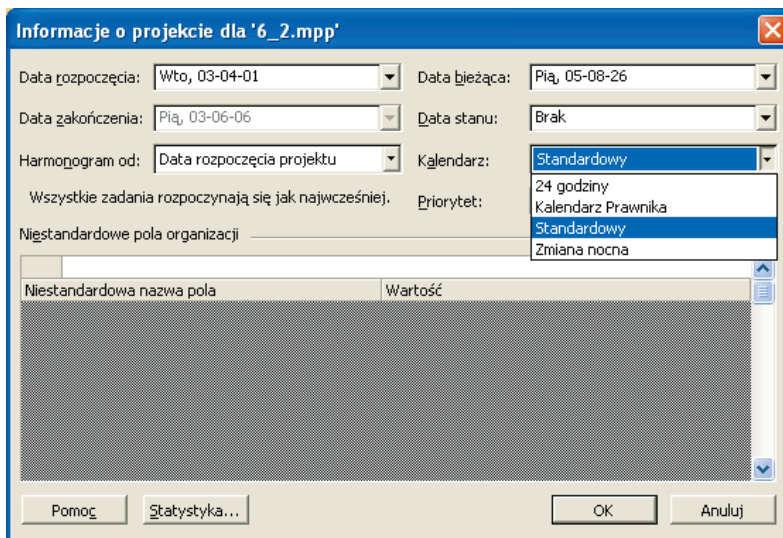 Informacje o projekcie dla '6_2.mpp'
Data rozpoczęcia: Wto, 03-04-01 Data bieżąca: Pią, 05-08-26
Data zakończenia: Pią, 03-06-06 Data stanu: Brak
Harmonogram od: Data rozpoczęcia projektu Kalendarz: Standardowy
24 godziny
Wszystkie zadania rozpoczynają się jak najwcześniej. Priorytet: Kalendarz Prawnika
Standardowy
Niestandardowe pola organizacji Zmiana nocna
Niestandardowa nazwa pola Wartość
Pomoc Statystyka... OK Anuluj